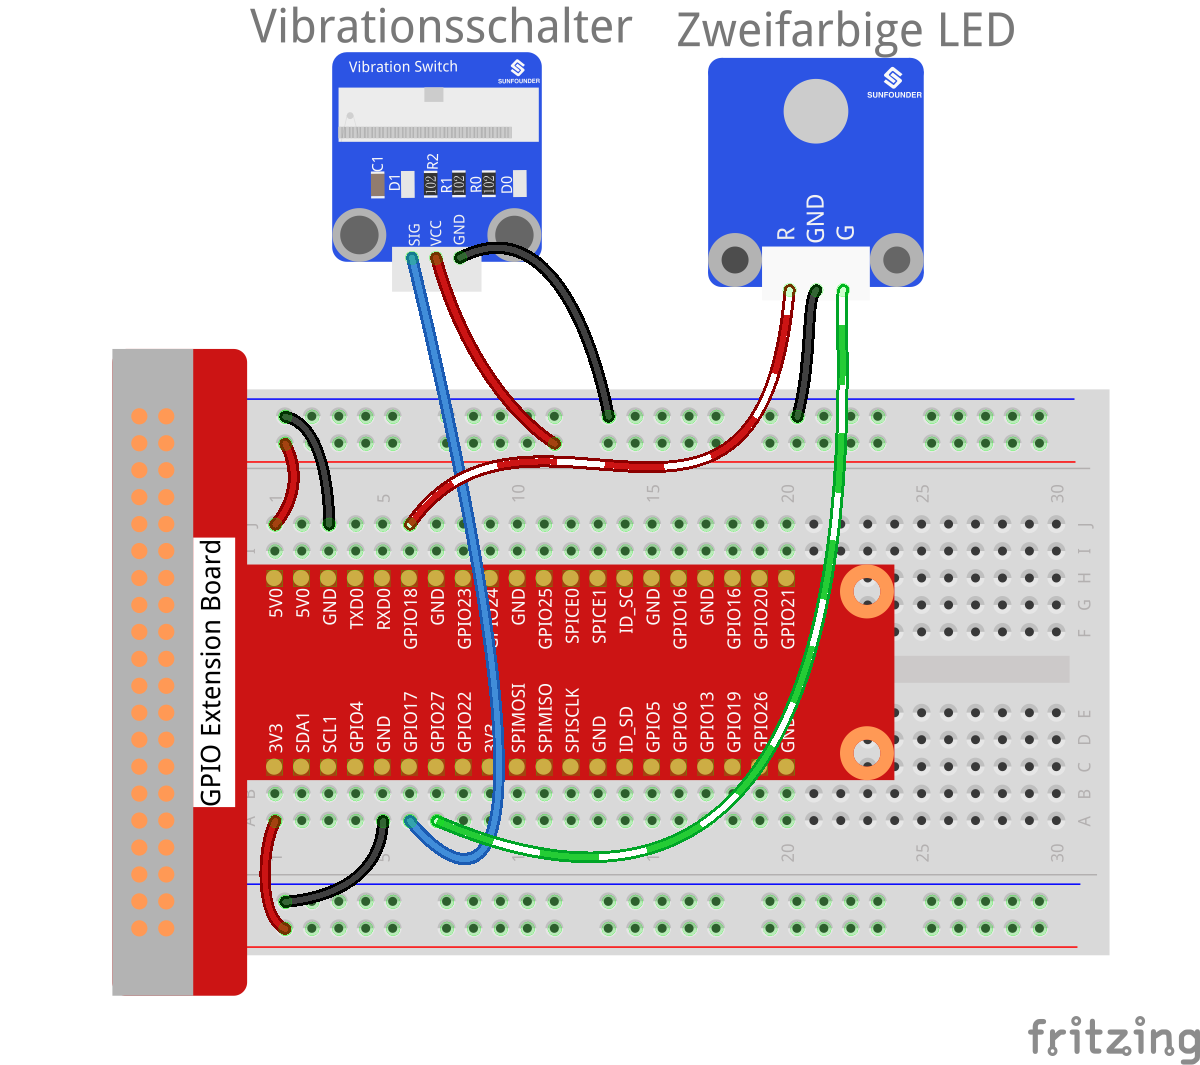 Vibrationsschalter
Zweifarbige LED
Vibration Switch
SUNFOUNDER
SUNFOUNDER
C1
D1
R2
R1
R0
D0
102
102
102
SIG
VCC
GND
R
GND
G
GPIO Extension Board
1
5
10
15
20
25
30
J
J
I
I
H
G
F
5V0
5V0
GND
TXD0
RXD0
GPIO18
GND
GPIO23
GPIO24
GND
GPIO25
SPICE0
SPICE1
ID_SC
GND
GPIO16
GND
GPIO16
GPIO20
GPIO21
3V3
SDA1
SCL1
GPIO4
GND
GPIO17
GPIO27
GPIO22
3V3
SPIMOSI
SPIMISO
SPISCLK
GND
ID_SD
GPIO5
GPIO6
GPIO13
GPIO19
GPIO26
GND
E
D
C
B
B
A
A
1
5
10
15
20
25
30
fritzing